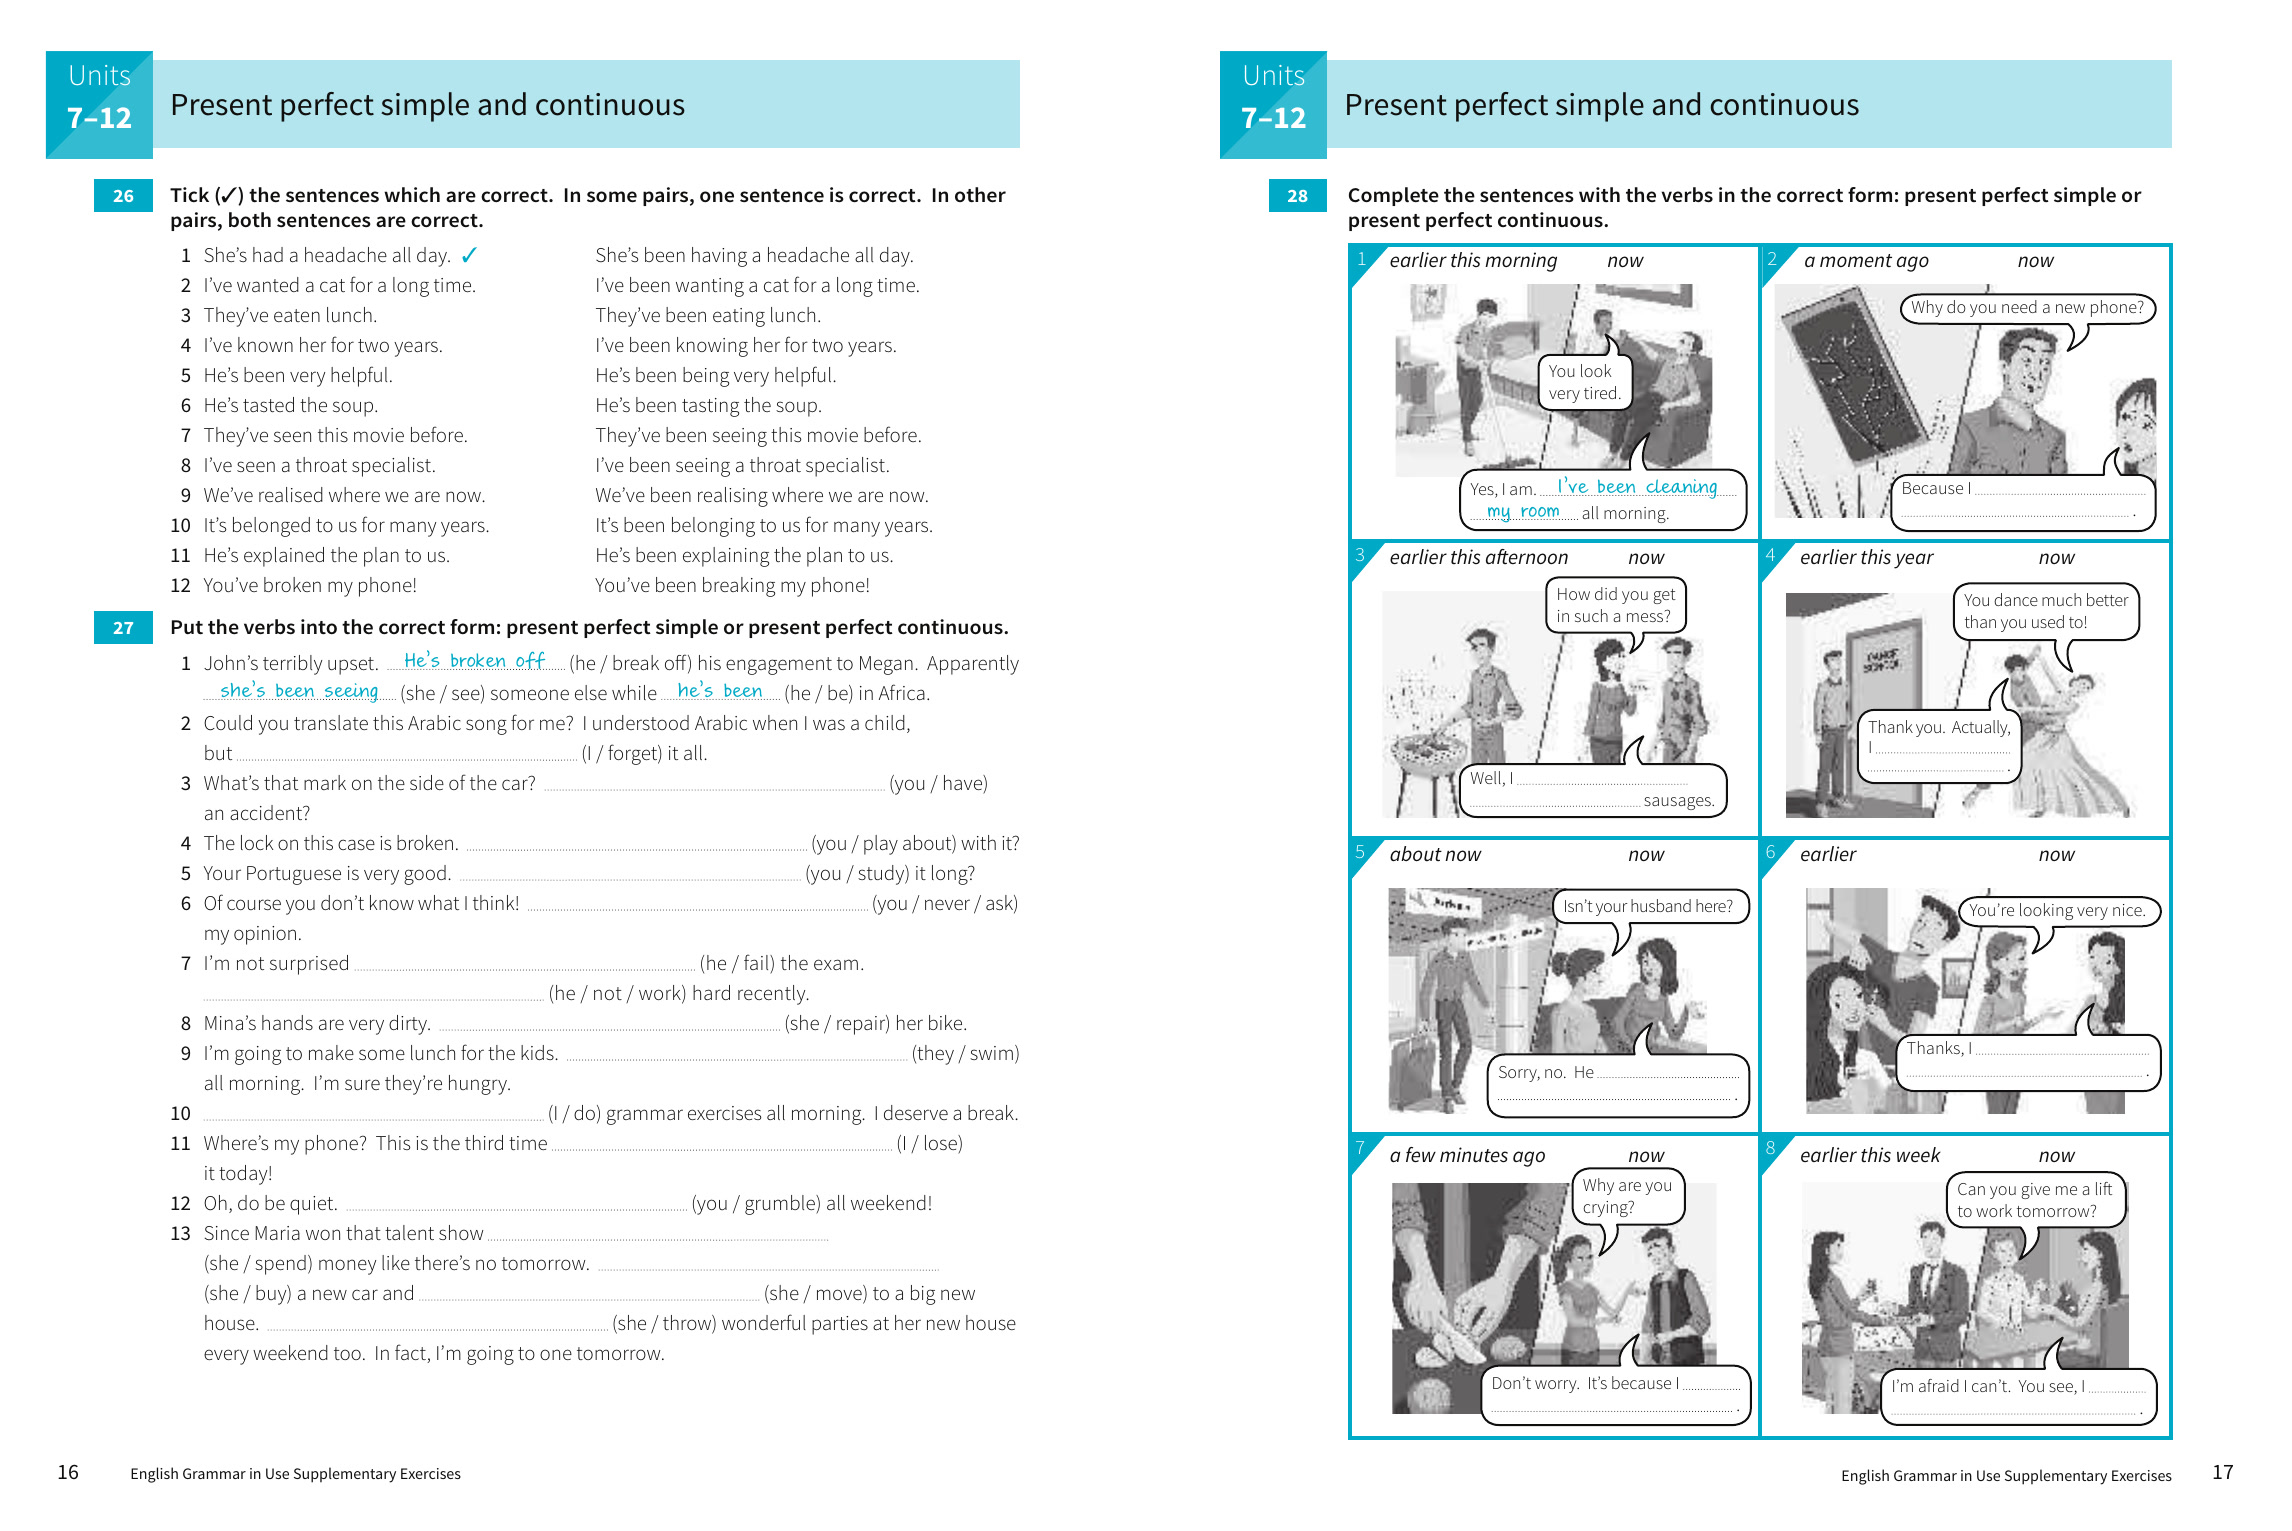 Units
7–12
Present perfect simple and continuous
26 Tick (✓) the sentences which are correct. In some pairs, one sentence is correct. In other
pairs, both sentences are correct.
1 She’s had a headache all day. ✓ She’s been having a headache all day.
2 I’ve wanted a cat for a long time. I’ve been wanting a cat for a long time.
3 They’ve eaten lunch. They’ve been eating lunch.
4 I’ve known her for two years. I’ve been knowing her for two years.
5 He’s been very helpful. He’s been being very helpful.
6 He’s tasted the soup. He’s been tasting the soup.
7 They’ve seen this movie before. They’ve been seeing this movie before.
8 I’ve seen a throat specialist. I’ve been seeing a throat specialist.
9 We’ve realised where we are now. We’ve been realising where we are now.
10 It’s belonged to us for many years. It’s been belonging to us for many years.
11 He’s explained the plan to us. He’s been explaining the plan to us.
12 You’ve broken my phone! You’ve been breaking my phone!
27 Put the verbs into the correct form: present perfect simple or present perfect continuous.
1 John’s terribly upset. He’s broken off (he / break off) his engagement to Megan. Apparently
she’s been seeing (she / see) someone else while he’s been (he / be) in Africa.
2 Could you translate this Arabic song for me? I understood Arabic when I was a child,
but (I / forget) it all.
3 What’s that mark on the side of the car? (you / have)
an accident?
4 The lock on this case is broken. (you / play about) with it?
5 Your Portuguese is very good. (you / study) it long?
6 Of course you don’t know what I think! (you / never / ask)
my opinion.
7 I’m not surprised (he / fail) the exam.
(he / not / work) hard recently.
8 Mina’s hands are very dirty. (she / repair) her bike.
9 I’m going to make some lunch for the kids. (they / swim)
all morning. I’m sure they’re hungry.
10 (I / do) grammar exercises all morning. I deserve a break.
11 Where’s my phone? This is the third time (I / lose)
it today!
12 Oh, do be quiet. (you / grumble) all weekend!
13 Since Maria won that talent show
(she / spend) money like there’s no tomorrow.
(she / buy) a new car and (she / move) to a big new
house. (she / throw) wonderful parties at her new house
every weekend too. In fact, I’m going to one tomorrow.
16 English Grammar in Use Supplementary Exercises
Units
7–12
Present perfect simple and continuous
28 Complete the sentences with the verbs in the correct form: present perfect simple or
present perfect continuous.
1 earlier this morning now
You look
very tired.
Yes, I am. I’ve been cleaning
my room all morning.
2 a moment ago now
Why do you need a new phone?
Because I
.
3 earlier this afternoon now
How did you get
in such a mess?
Well, I
sausages.
4 earlier this year now
You dance much better
than you used to!
DANCE
SCHOOL
Thank you. Actually,
I
.
5 about now now
Isn’t your husband here?
Sorry, no. He
.
6 earlier now
You’re looking very nice.
Thanks, I
.
7 a few minutes ago now
Why are you
crying?
Don’t worry. It’s because I
.
8 earlier this week now
Can you give me a lift
to work tomorrow?
I’m afraid I can’t. You see, I
.
English Grammar in Use Supplementary Exercises 17